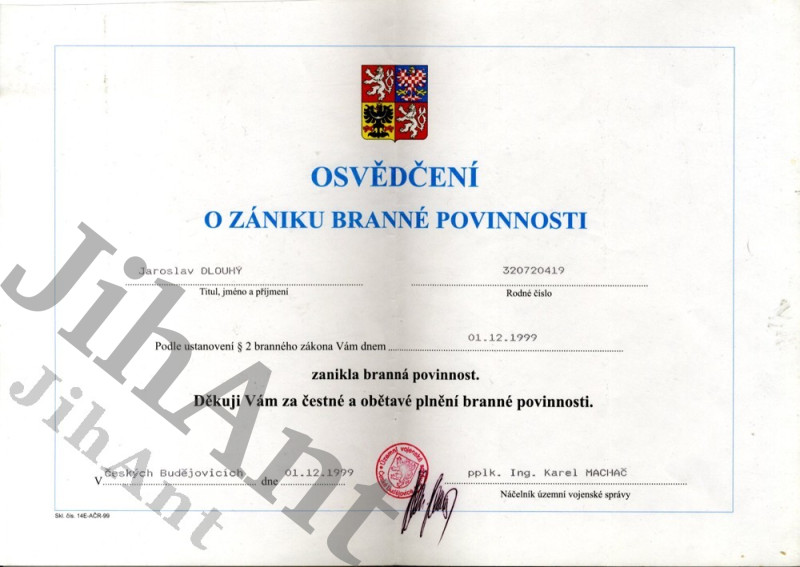 OSVĚDČENÍ
O ZÁNIKU BRANNÉ POVINNOSTI
Jaroslav DLOUHÝ 320720419
Titul, jméno a příjmení Rodné číslo
Podle ustanovení § 2 branného zákona Vám dnem 01.12.1999
zanikla branná povinnost.
Děkuji Vám za čestné a obětavé plnění branné povinnosti.
V Českých Budějovicích dne 01.12.1999 pplk. Ing. Karel MACHAČ
Náčelník územní vojenské správy
Skl. čís. 14E-AČR-99
JihAnt
JihAnt